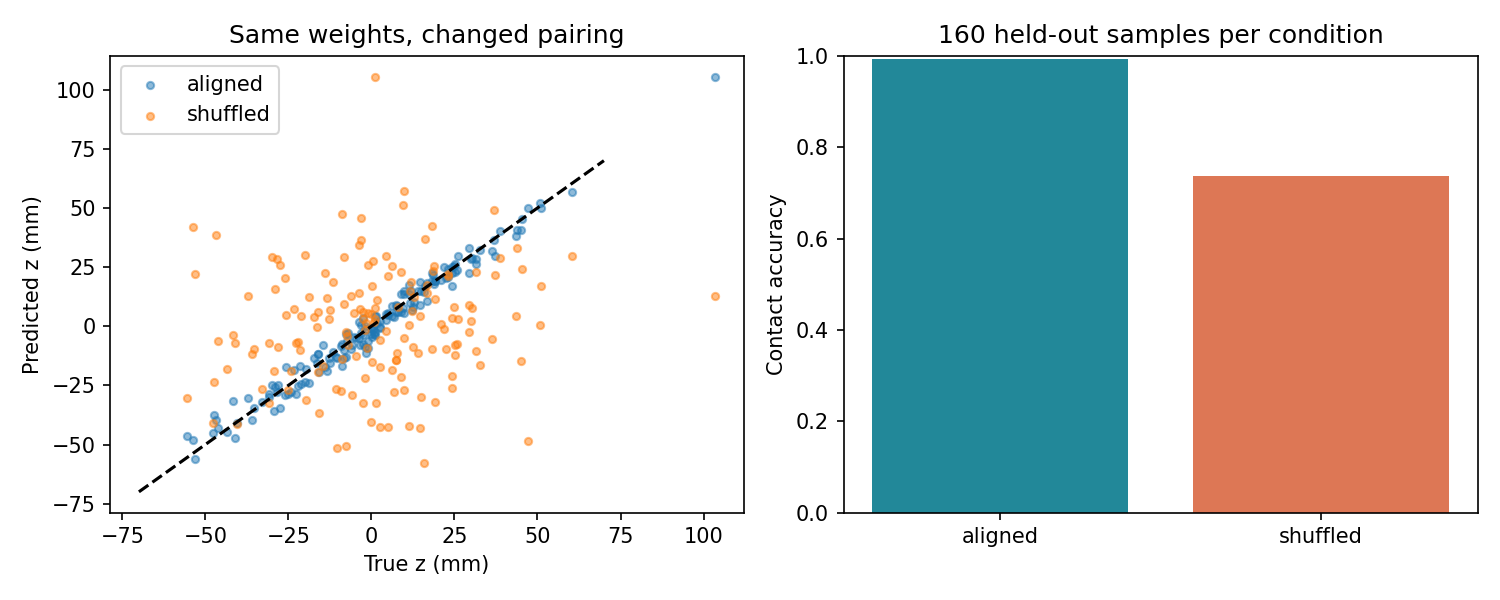 Same weights, changed pairing
aligned
shuffled
100
75
50
25
0
−25
−50
−75
Predicted z (mm)
−75
−50
−25
0
25
50
75
100
True z (mm)
160 held-out samples per condition
1.0
0.8
0.6
0.4
0.2
0.0
Contact accuracy
aligned
shuffled